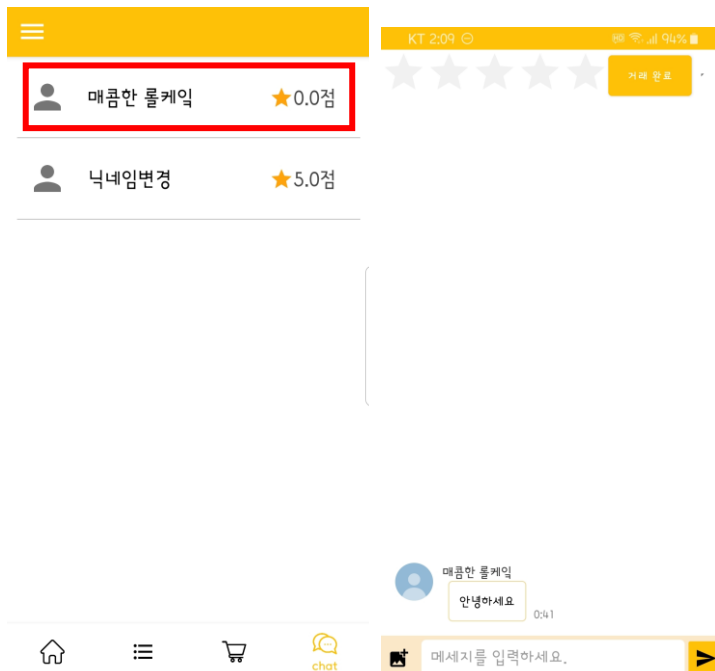 매콤한 롤케잌
★0.0점
닉네임변경
★5.0점
chat
KT 2:09
94%
거래 완료
매콤한 롤케잌
안녕하세요
0:41
메세지를 입력하세요.